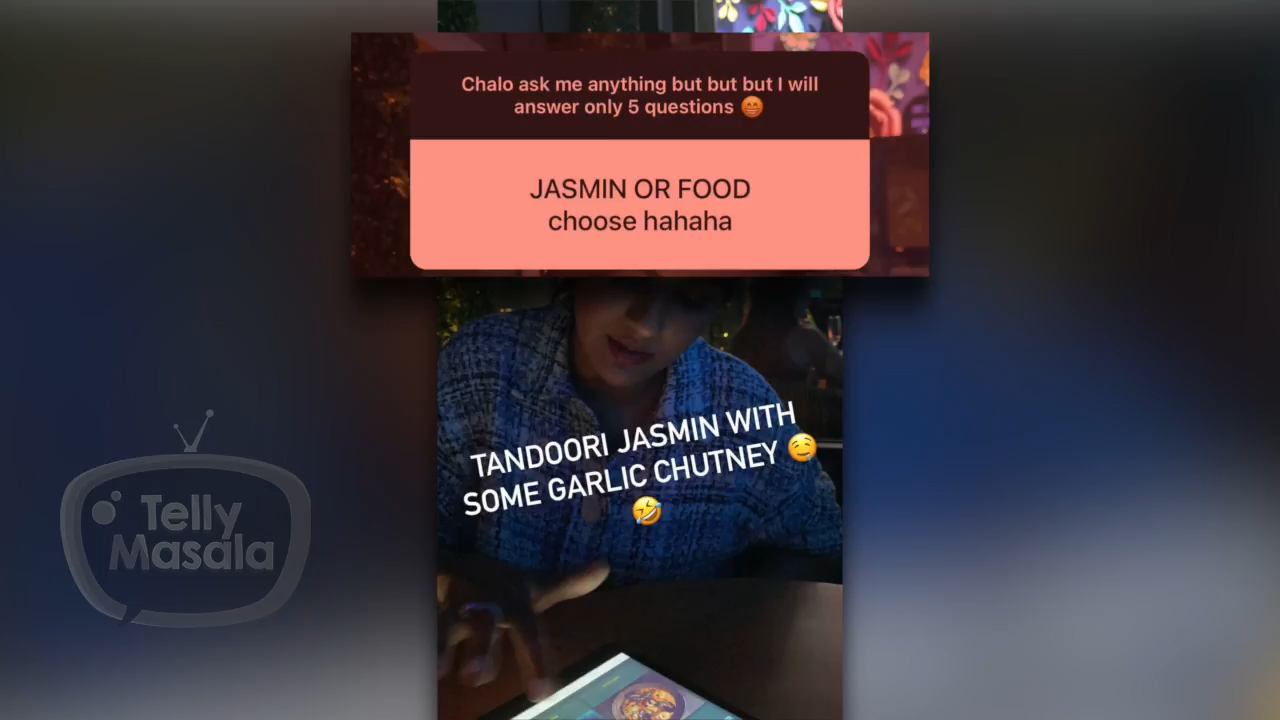 Chalo ask me anything but but but I will
answer only 5 questions 😁
JASMIN OR FOOD
choose hahaha
TANDOORI JASMIN WITH
SOME GARLIC CHUTNEY 🤤
🤣
Telly
Masala